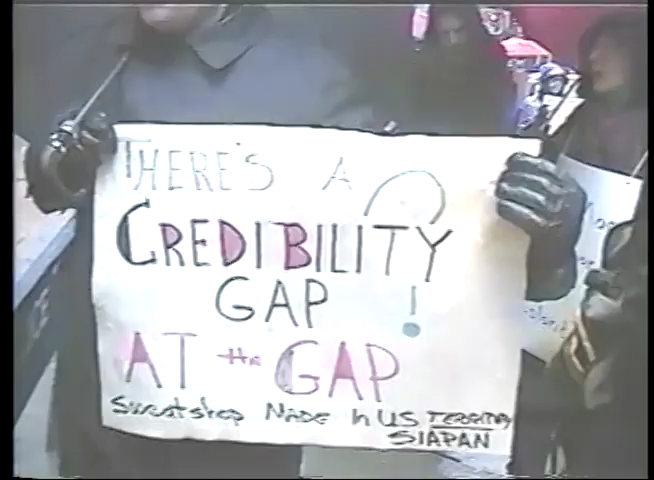 THERE'S A
CREDIBILITY
GAP !
AT the GAP
Sweatshop MADE In US TERRITORY
SIAPAN